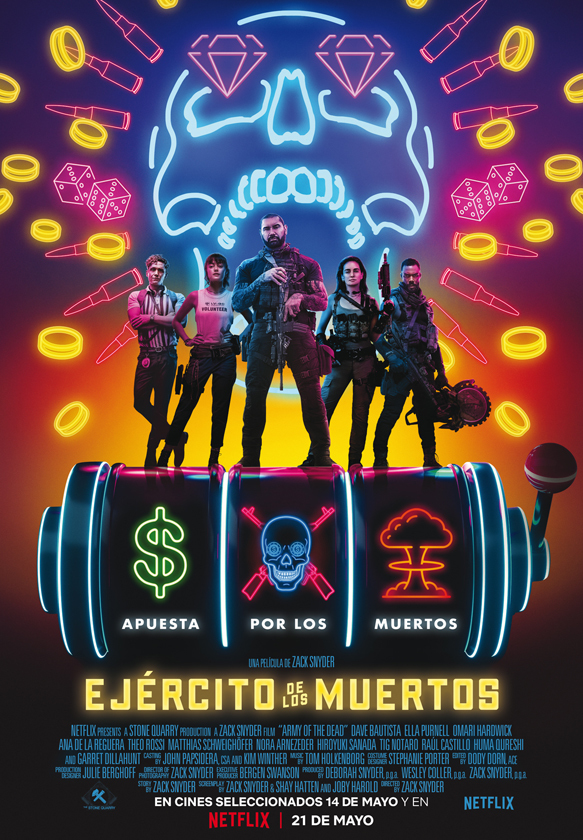 VOLUNTEER
APUESTA POR LOS MUERTOS
UNA PELÍCULA DE ZACK SNYDER
EJÉRCITO DE LOS MUERTOS
NETFLIX PRESENTS A STONE QUARRY PRODUCTION A ZACK SNYDER FILM "ARMY OF THE DEAD" DAVE BAUTISTA ELLA PURNELL OMARI HARDWICK
ANA DE LA REGUERA THEO ROSSI MATTHIAS SCHWEIGHÖFER NORA ARNEZEDER HIROYUKI SANADA TIG NOTARO RAÚL CASTILLO HUMA QURESHI
AND GARRET DILLAHUNT CASTING JOHN PAPSIDERA, CSA AND KIM WINTHER MUSIC BY TOM HOLKENBORG COSTUME DESIGNER STEPHANIE PORTER EDITED BY DODY DORN, ACE
PRODUCTION DESIGNER JULIE BERGHOFF DIRECTOR OF PHOTOGRAPHY ZACK SNYDER EXECUTIVE PRODUCER BERGEN SWANSON PRODUCED BY DEBORAH SNYDER, p.g.a. WESLEY COLLER, p.g.a. ZACK SNYDER, p.g.a.
STORY BY ZACK SNYDER SCREENPLAY BY ZACK SNYDER & SHAY HATTEN AND JOBY HAROLD DIRECTED BY ZACK SNYDER
THE STONE QUARRY
EN CINES SELECCIONADOS 14 DE MAYO Y EN
NETFLIX
NETFLIX | 21 DE MAYO